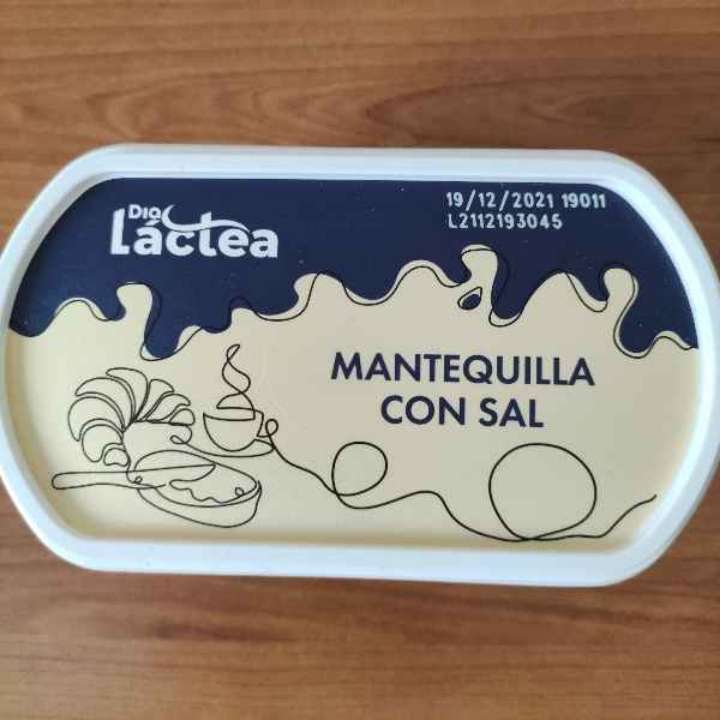 Dia
Láctea
19/12/2021 19011
L2112193045
MANTEQUILLA
CON SAL